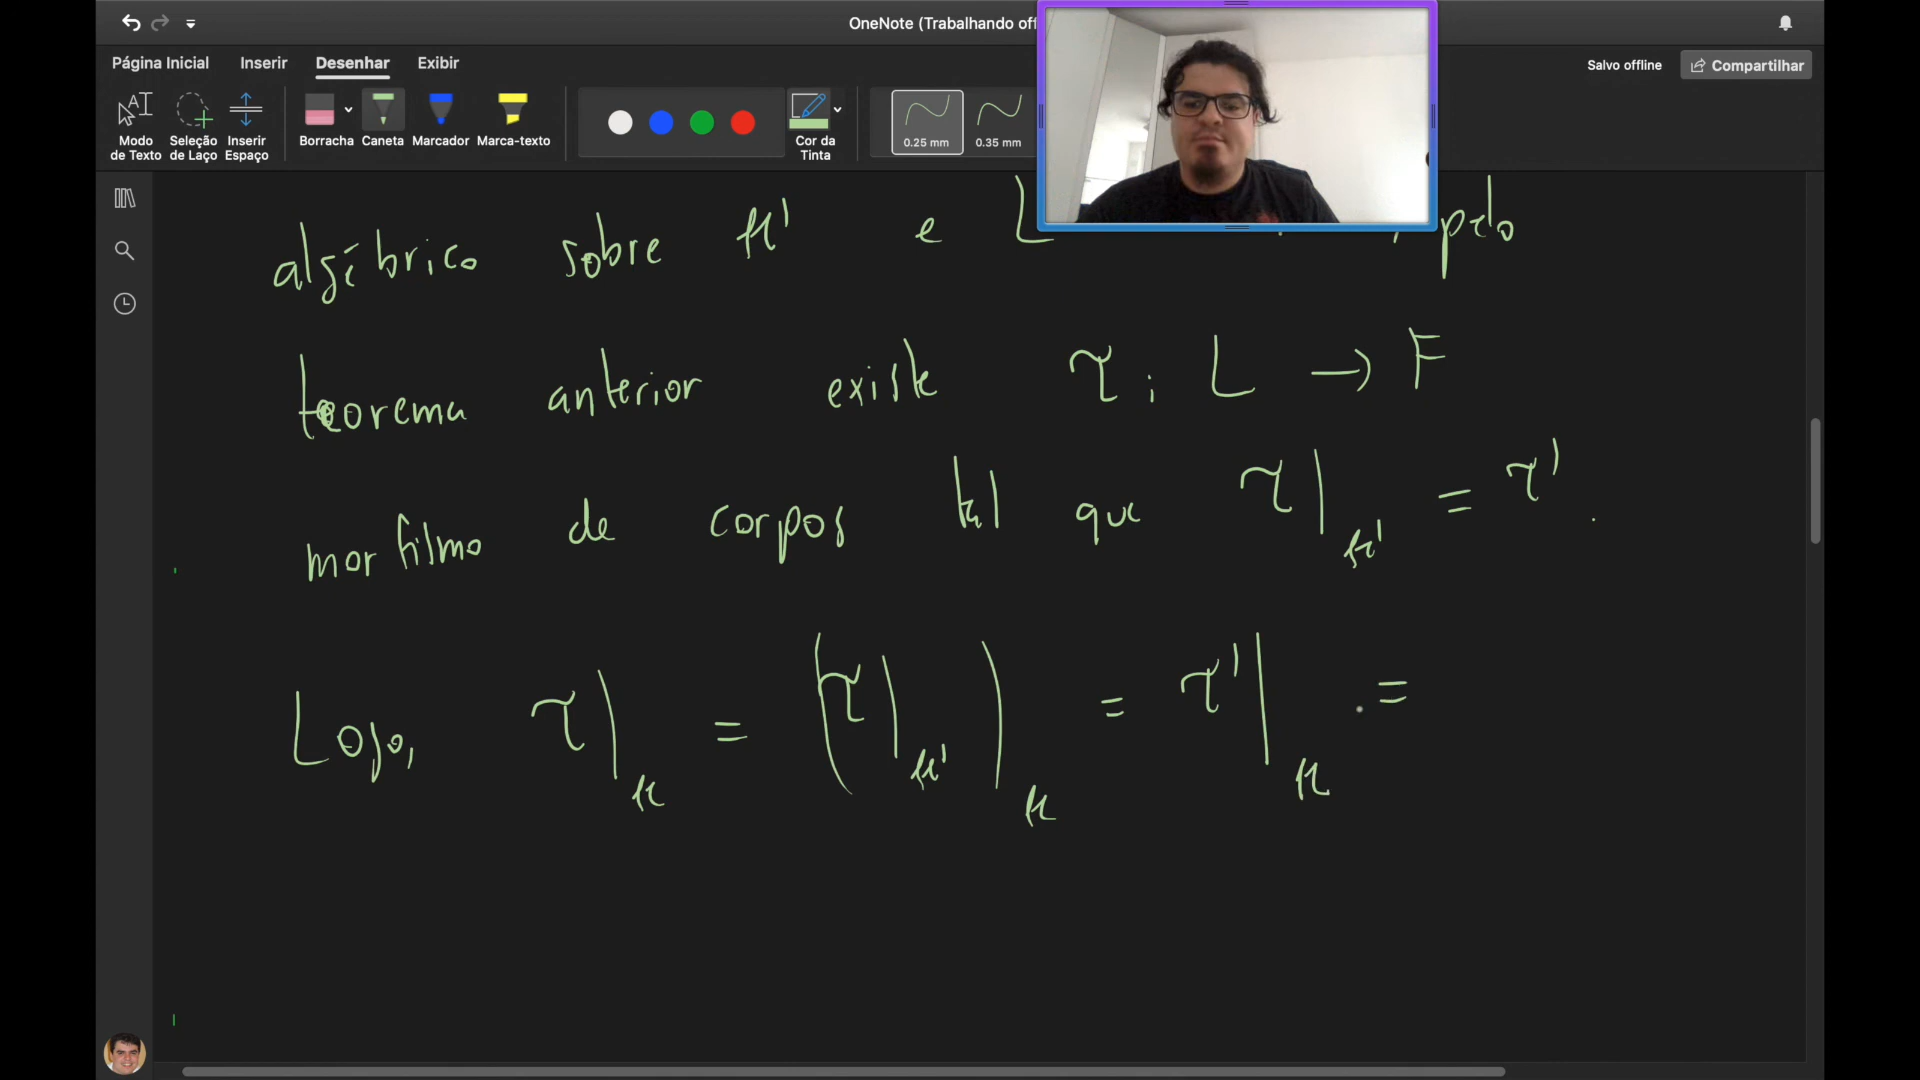 OneNote (Trabalhando off
Página Inicial Inserir Desenhar Exibir
Salvo offline Compartilhar
Modo de Texto
Seleção de Laço
Inserir Espaço
Borracha Caneta Marcador Marca-texto
Cor da Tinta
0.25 mm 0.35 mm
algébrico sobre K' e L pelo
teorema anterior existe τ: L → F
morfismo de corpos tal que τ|K' = τ'.
Logo, τ|K = (τ|K')K = τ'|K =